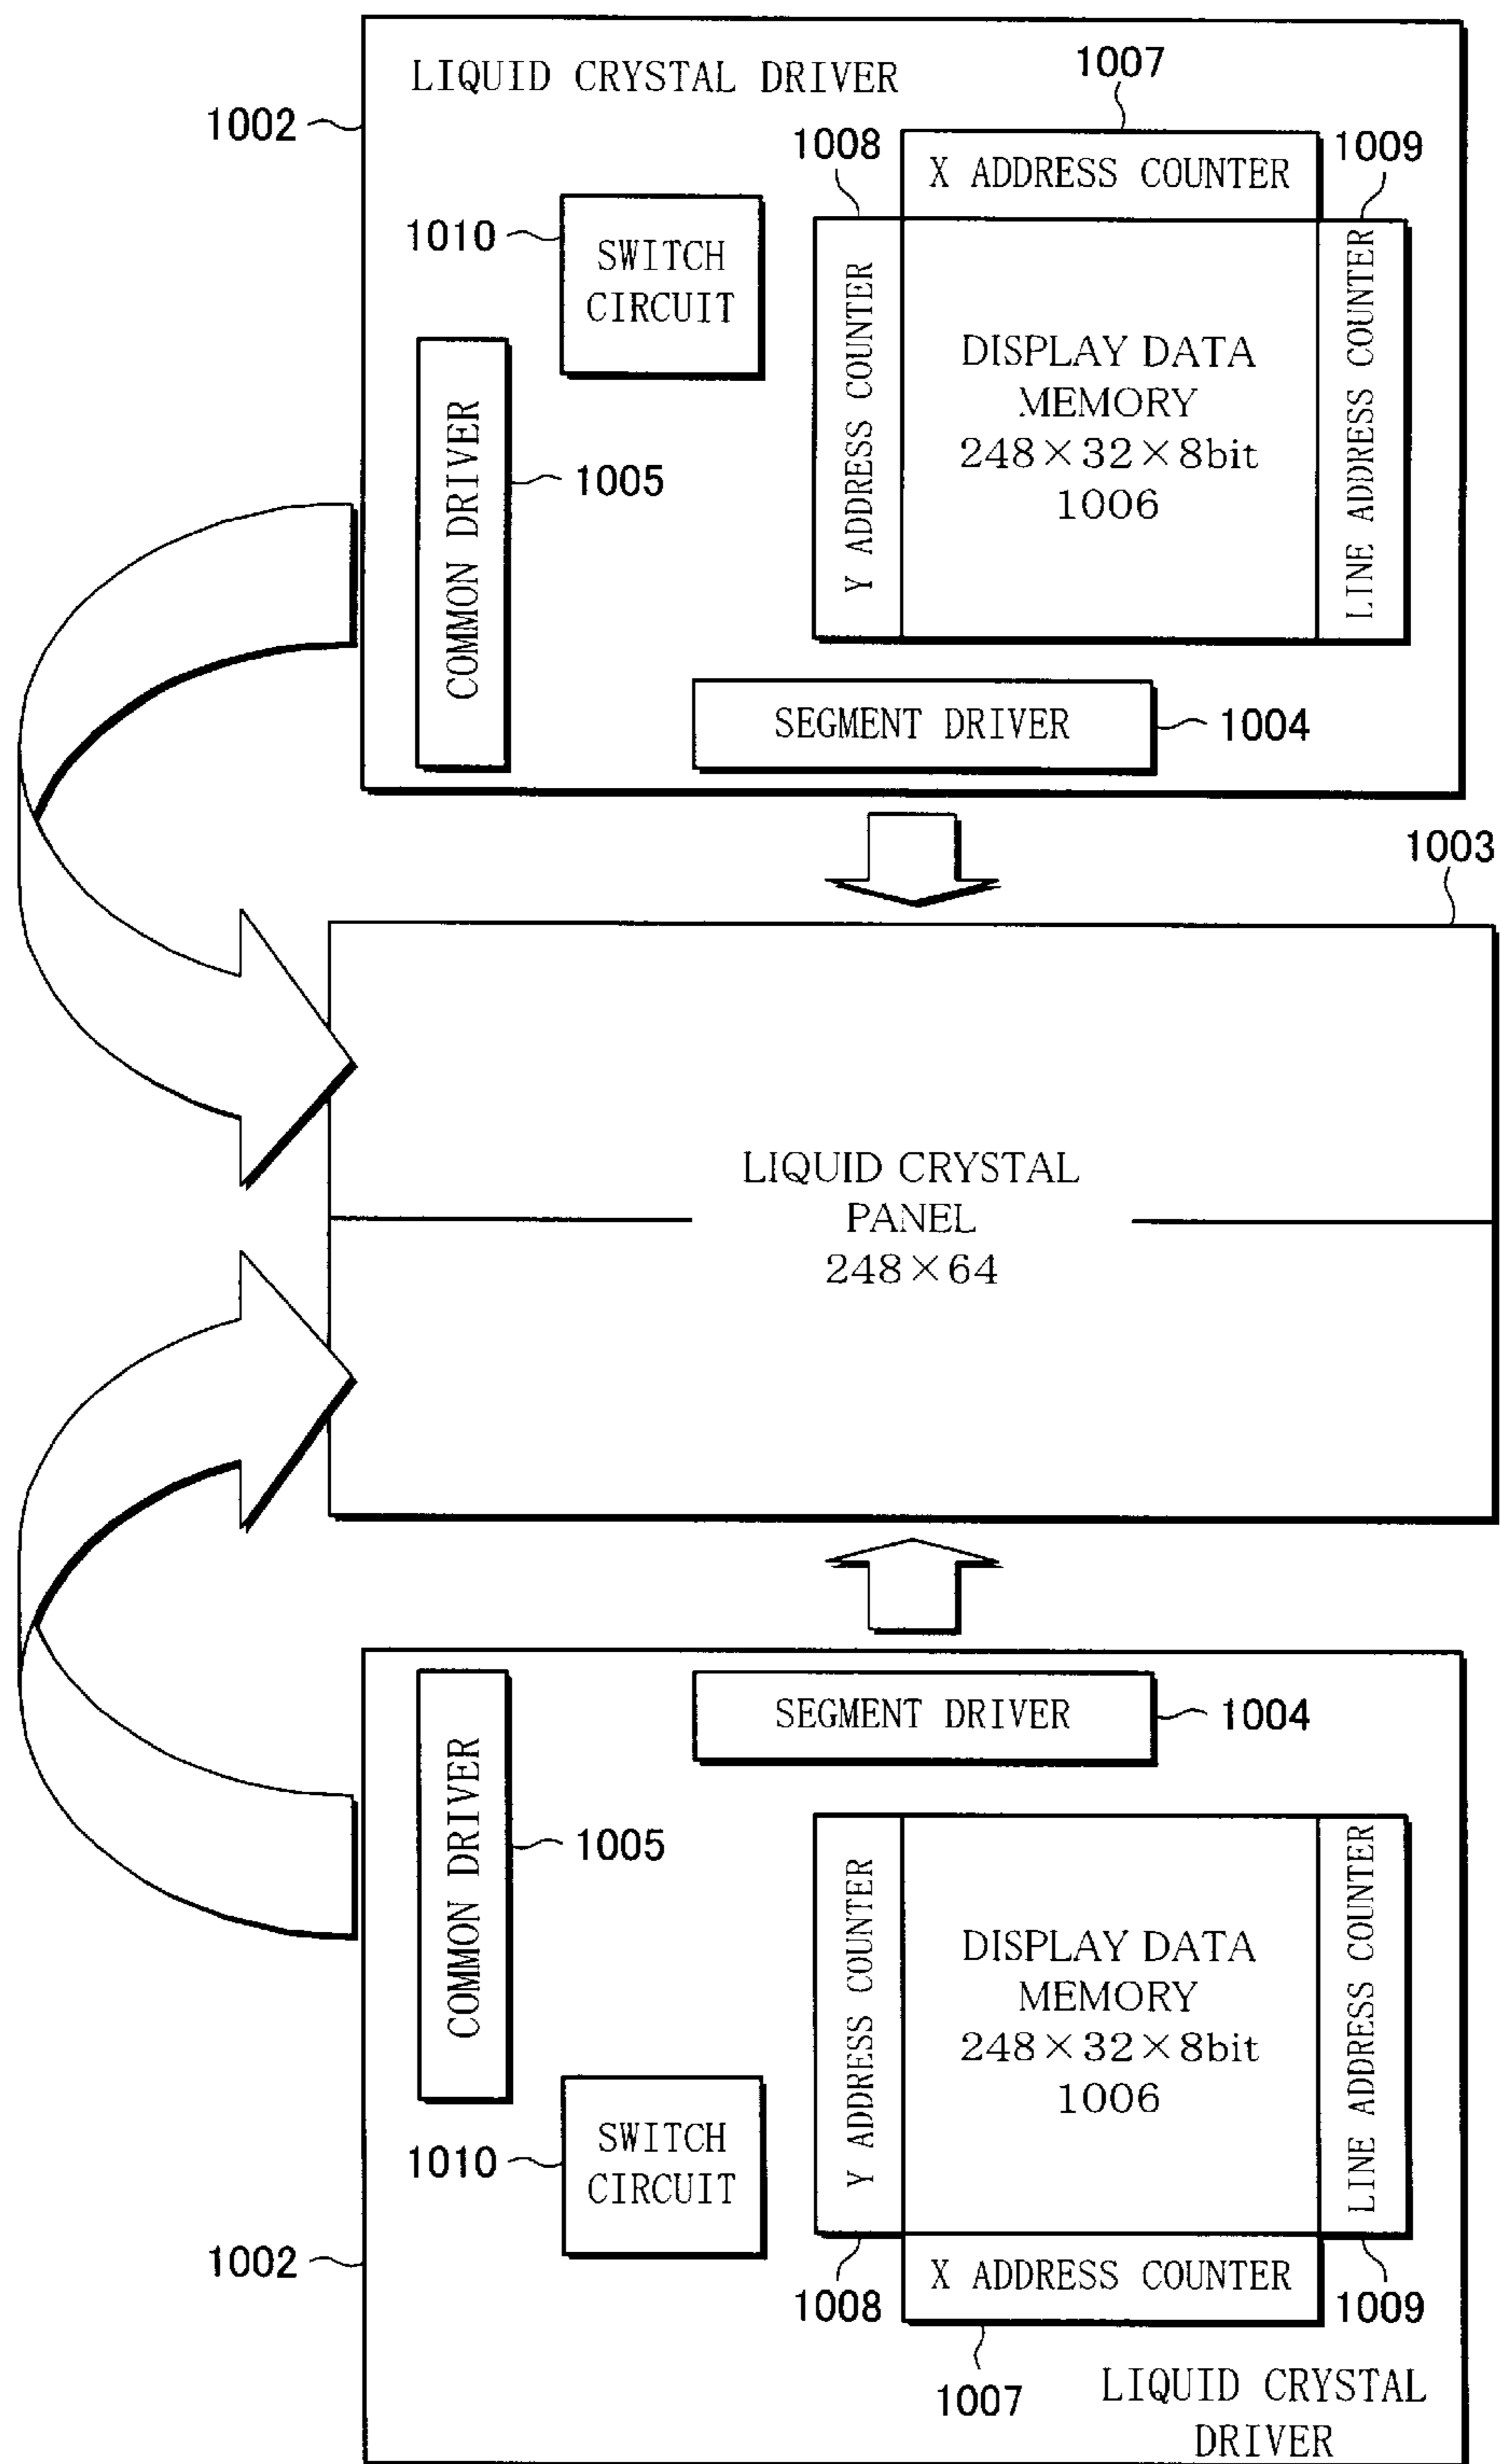 LIQUID CRYSTAL DRIVER
1007
1002
1008
1009
X ADDRESS COUNTER
1010
SWITCH
CIRCUIT
Y ADDRESS COUNTER
DISPLAY DATA
MEMORY
248×32×8bit
1006
LINE ADDRESS COUNTER
COMMON DRIVER
1005
SEGMENT DRIVER
1004
1003
LIQUID CRYSTAL
PANEL
248×64
SEGMENT DRIVER
1004
COMMON DRIVER
1005
Y ADDRESS COUNTER
DISPLAY DATA
MEMORY
248×32×8bit
1006
LINE ADDRESS COUNTER
SWITCH
CIRCUIT
1010
1002
X ADDRESS COUNTER
1008
1009
1007
LIQUID CRYSTAL
DRIVER